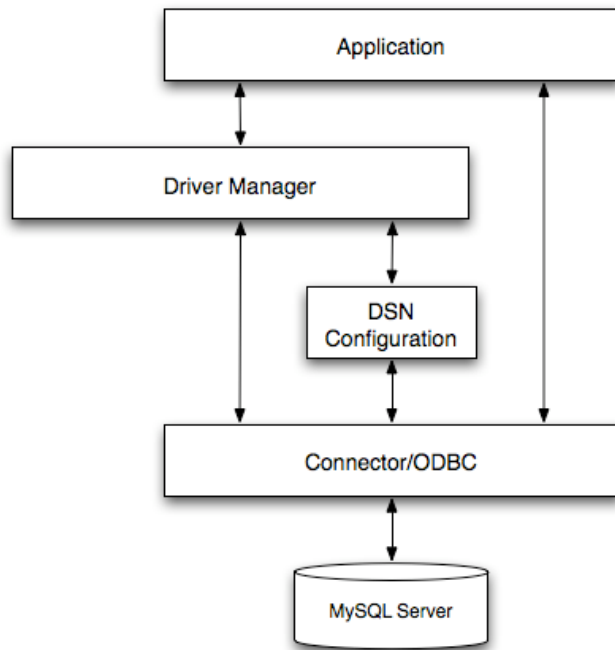 Application
Driver Manager
DSN
Configuration
Connector/ODBC
MySQL Server